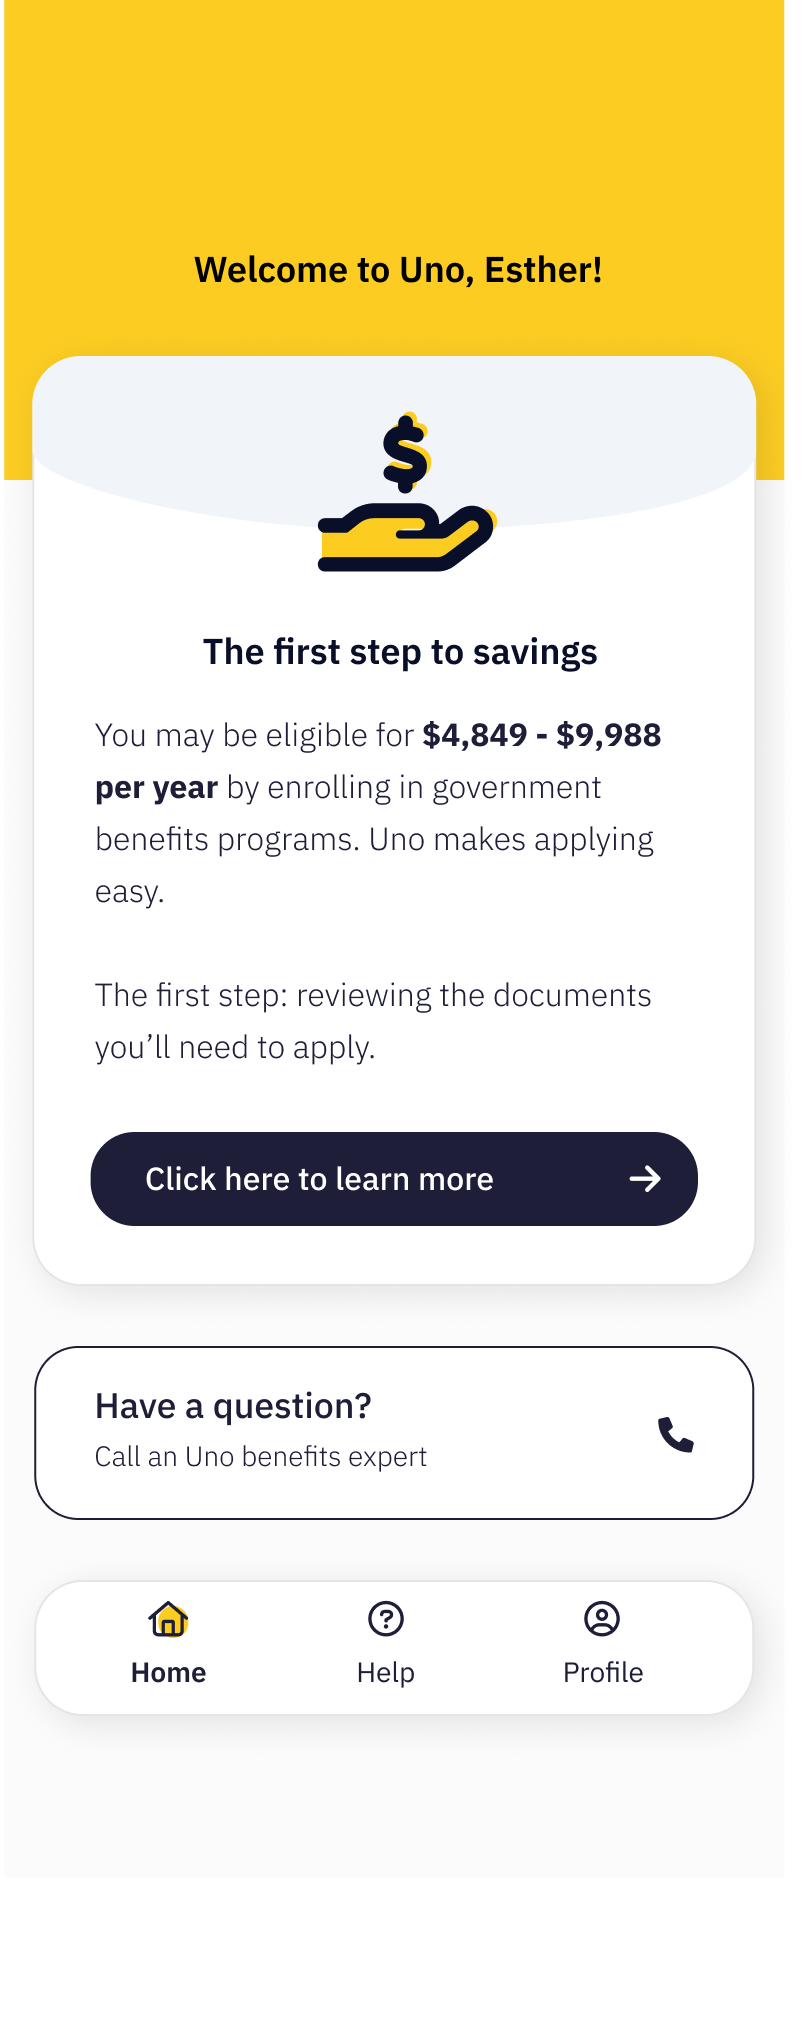 Welcome to Uno, Esther!
The first step to savings
You may be eligible for $4,849 - $9,988
per year by enrolling in government
benefits programs. Uno makes applying
easy.
The first step: reviewing the documents
you’ll need to apply.
Click here to learn more
Have a question?
Call an Uno benefits expert
Home Help Profile